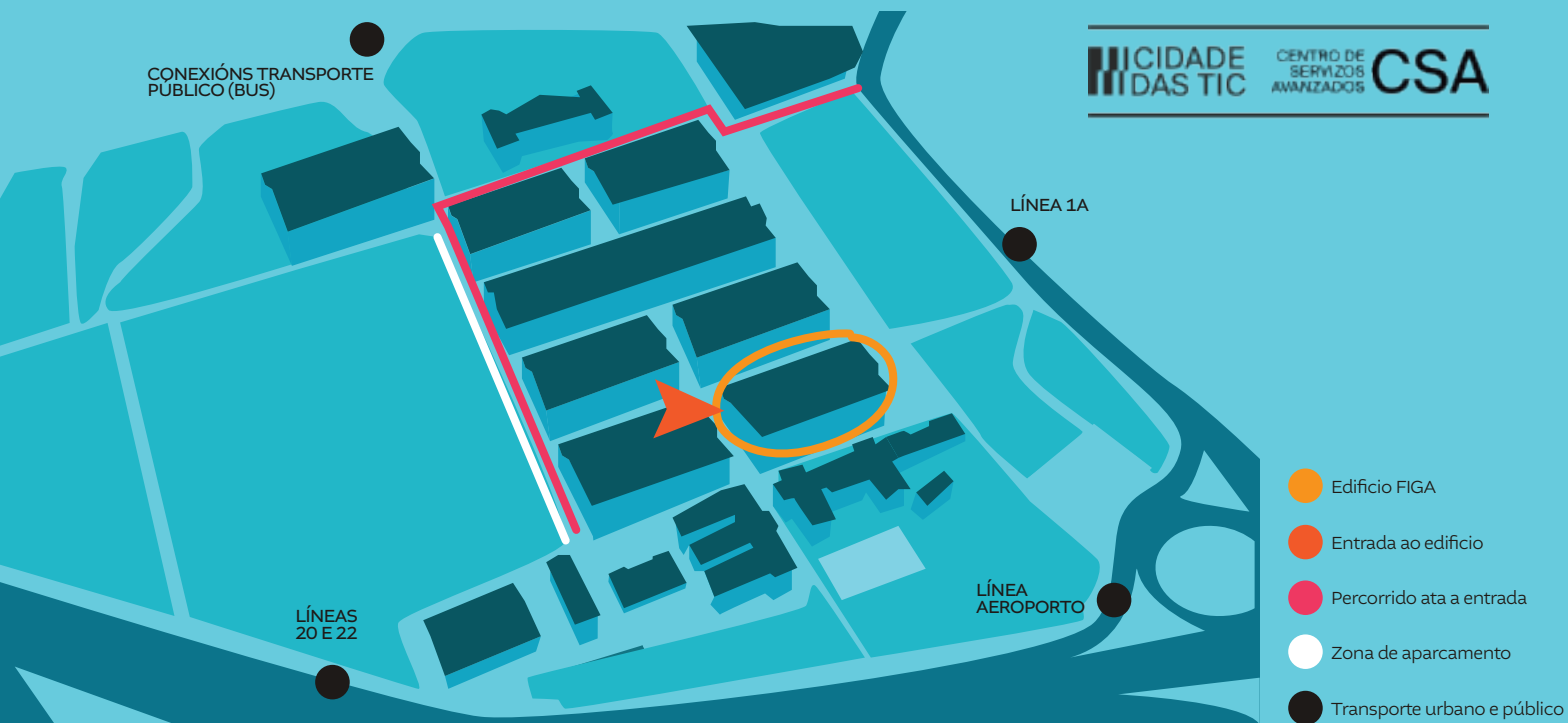 CONEXIÓNS TRANSPORTE
PÚBLICO (BUS)
CIDADE
DAS TIC
CENTRO DE
SERVIZOS
AVANZADOS
CSA
LÍNEA 1A
LÍNEAS
20 E 22
LÍNEA
AEROPORTO
Edificio FIGA
Entrada ao edificio
Percorrido ata a entrada
Zona de aparcamento
Transporte urbano e público